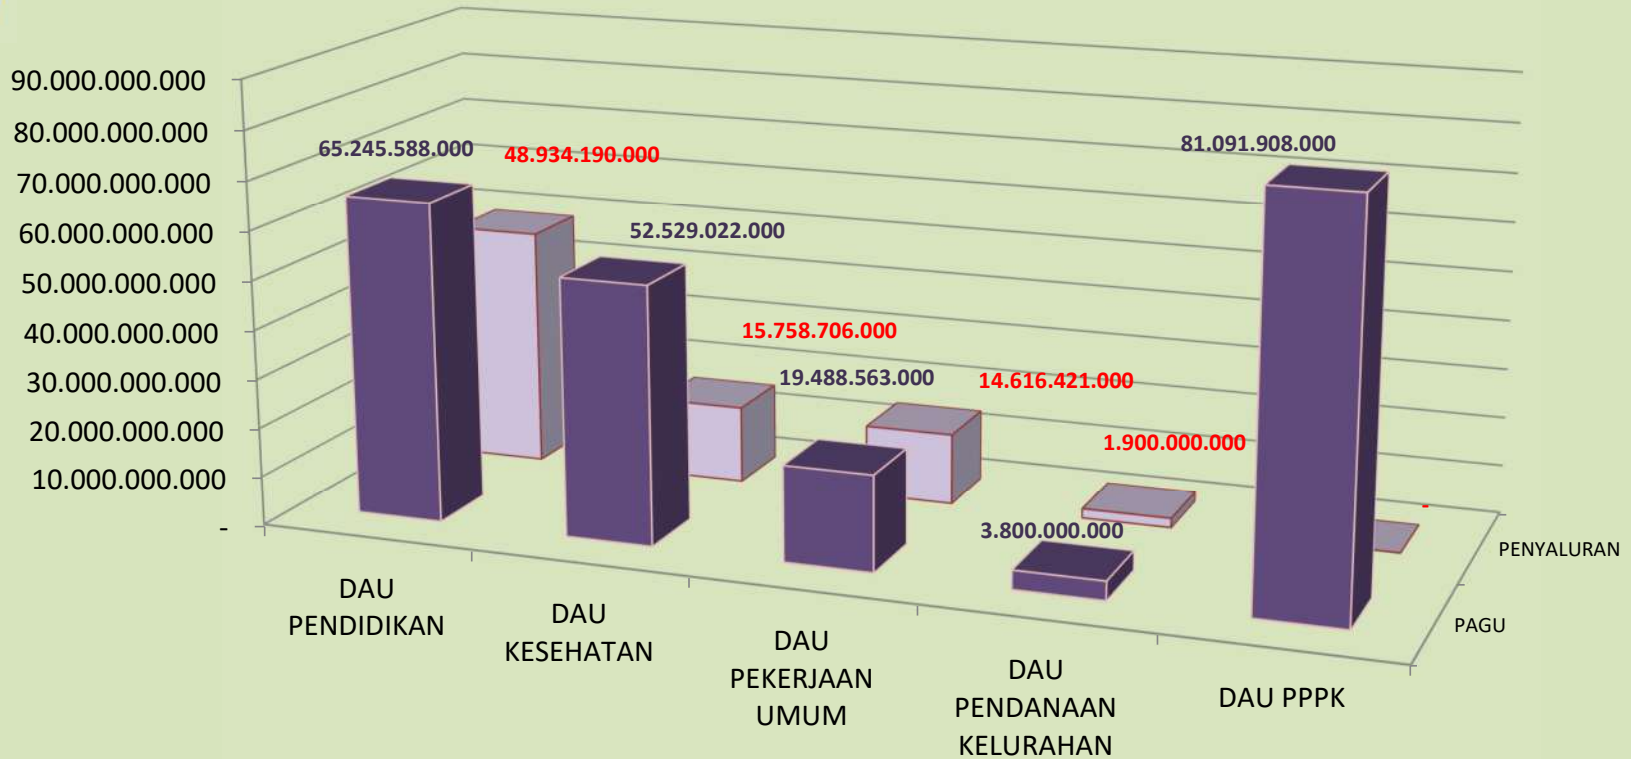 90.000.000.000
80.000.000.000
70.000.000.000
60.000.000.000
50.000.000.000
40.000.000.000
30.000.000.000
20.000.000.000
10.000.000.000
-
65.245.588.000
48.934.190.000
52.529.022.000
15.758.706.000
19.488.563.000
14.616.421.000
3.800.000.000
1.900.000.000
81.091.908.000
-
DAU
PENDIDIKAN
DAU
KESEHATAN
DAU
PEKERJAAN
UMUM
DAU
PENDANAAN
KELURAHAN
DAU PPPK
PENYALURAN
PAGU